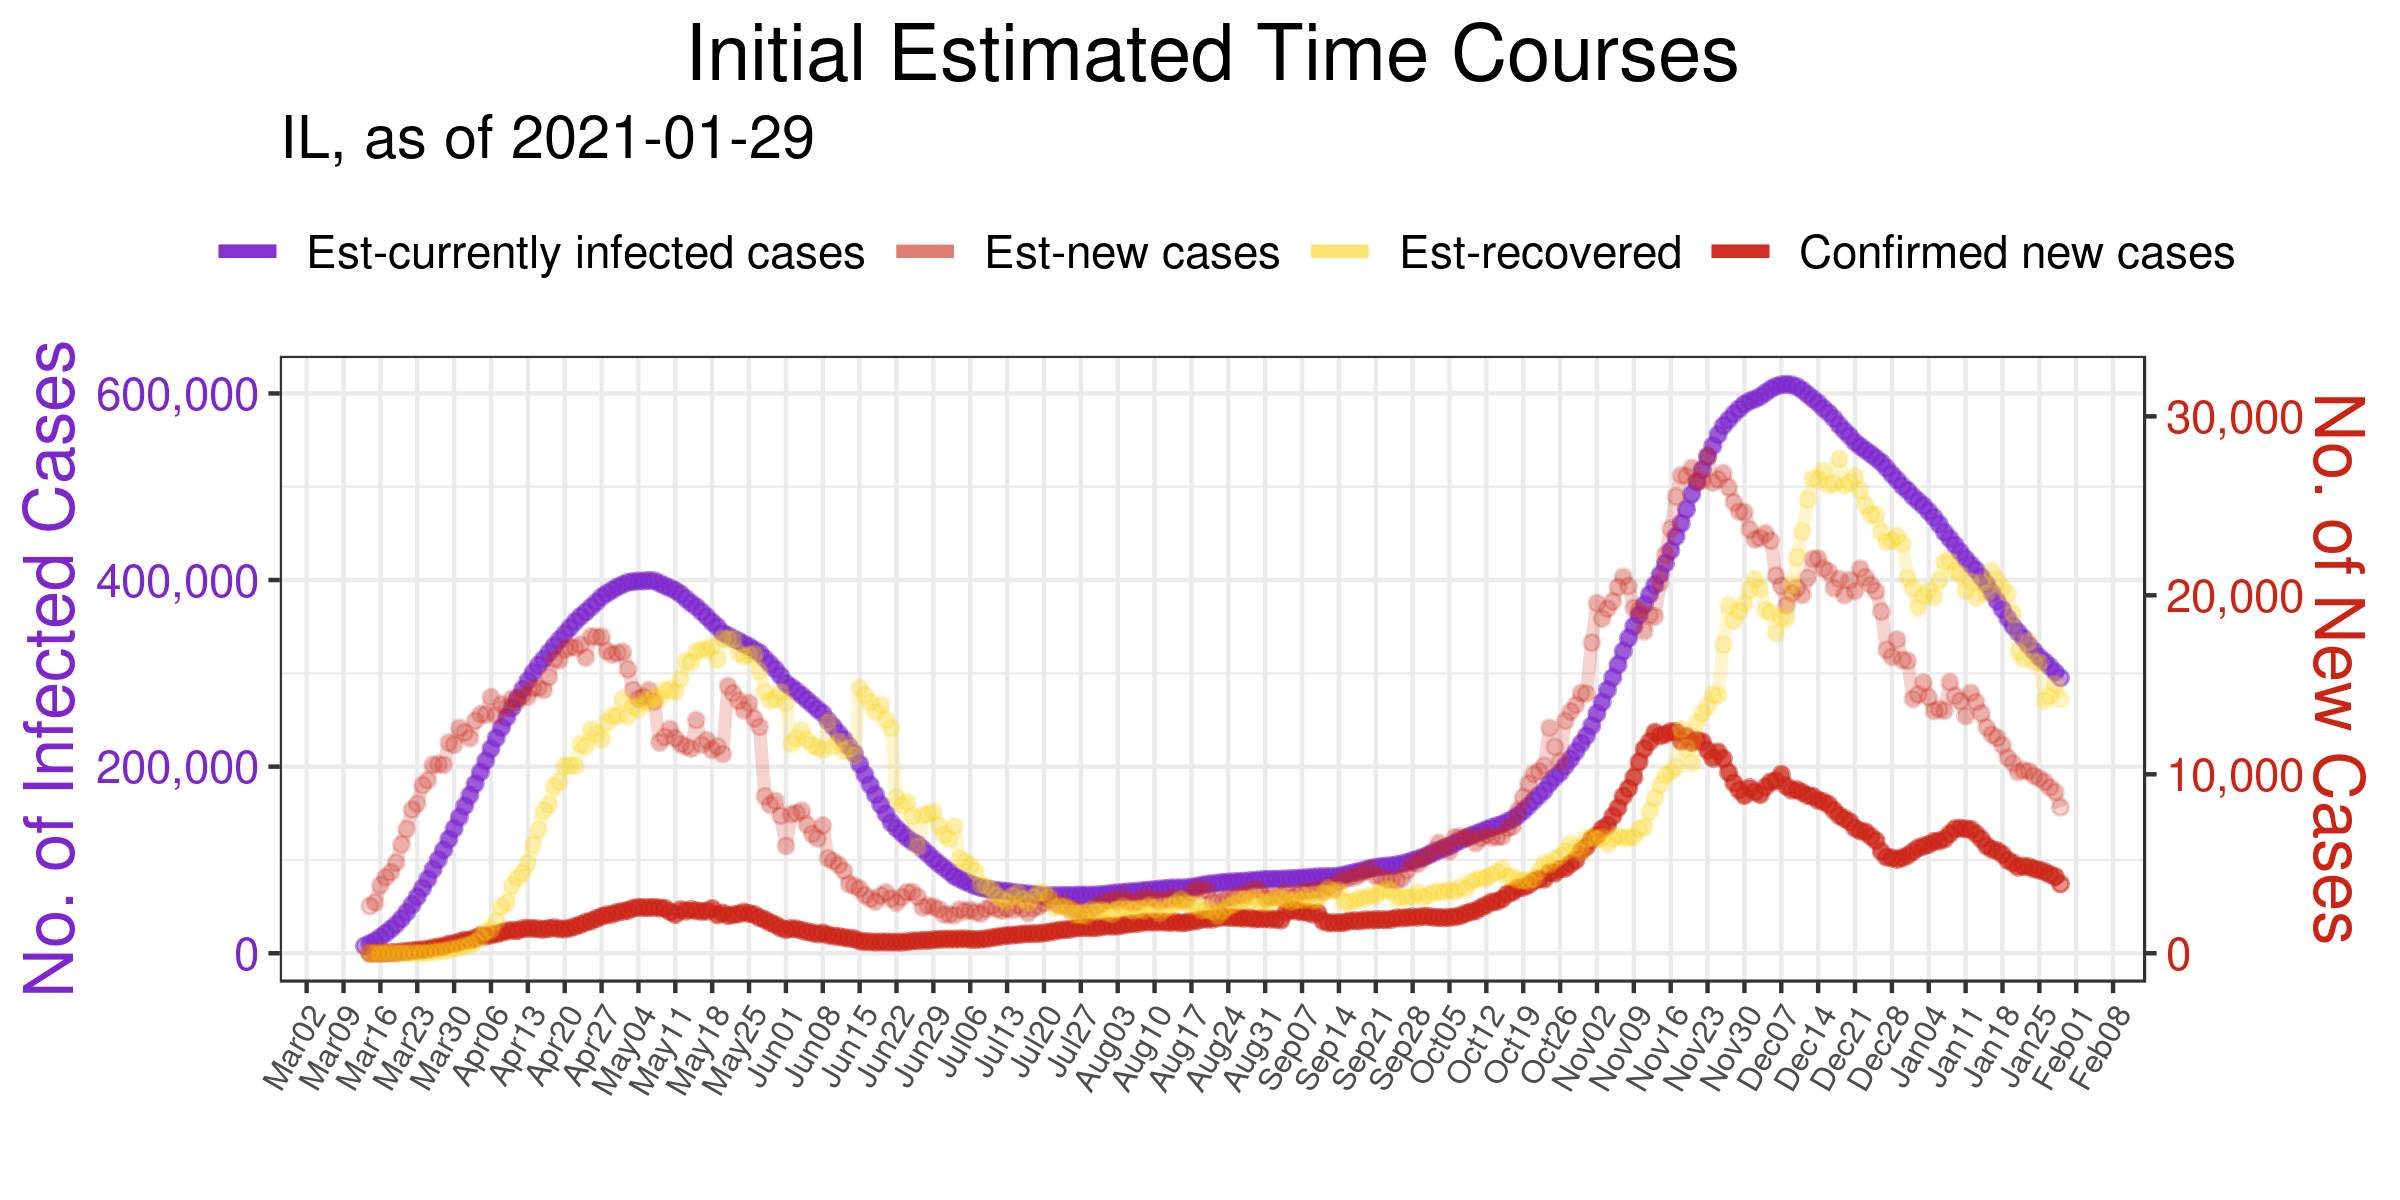 Initial Estimated Time Courses
IL, as of 2021-01-29
Est-currently infected cases Est-new cases Est-recovered Confirmed new cases
No. of Infected Cases
600,000
400,000
200,000
0
30,000
20,000
10,000
0
No. of New Cases
Mar02 Mar09 Mar16 Mar23 Mar30 Apr06 Apr13 Apr20 Apr27 May04 May11 May18 May25 Jun01 Jun08 Jun15 Jun22 Jun29 Jul06 Jul13 Jul20 Jul27 Aug03 Aug10 Aug17 Aug24 Aug31 Sep07 Sep14 Sep21 Sep28 Oct05 Oct12 Oct19 Oct26 Nov02 Nov09 Nov16 Nov23 Nov30 Dec07 Dec14 Dec21 Dec28 Jan04 Jan11 Jan18 Jan25 Feb01 Feb08